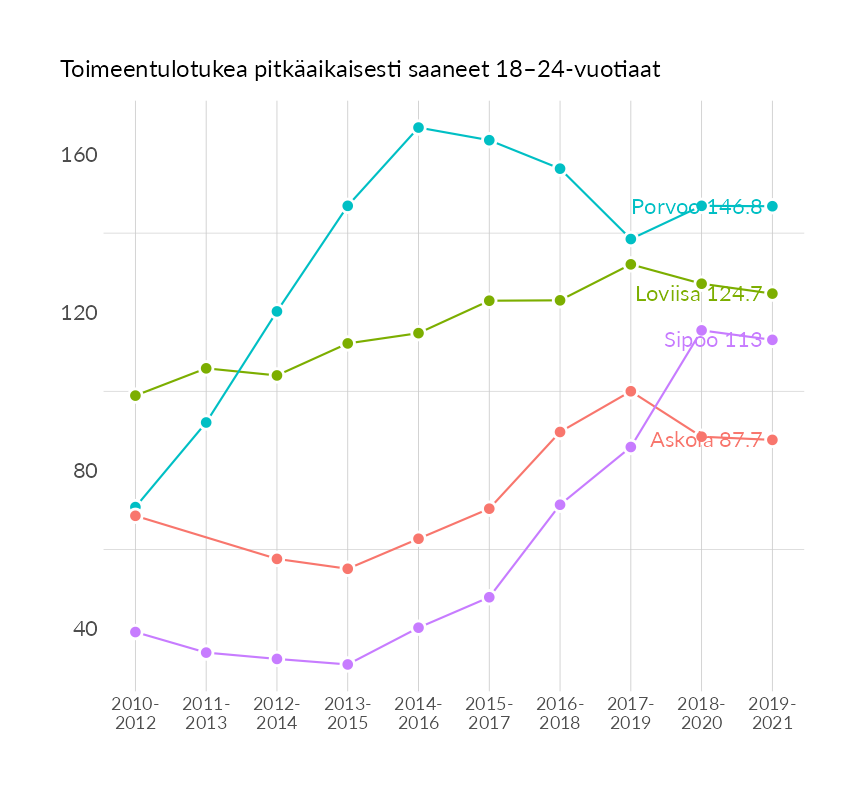 Toimeentulotukea pitkäaikaisesti saaneet 18–24-vuotiaat
160
120
80
40
Porvoo 146.8
Loviisa 124.7
Sipoo 113
Askola 87.7
2010- 2011- 2012- 2013- 2014- 2015- 2016- 2017- 2018- 2019-
2012 2013 2014 2015 2016 2017 2018 2019 2020 2021